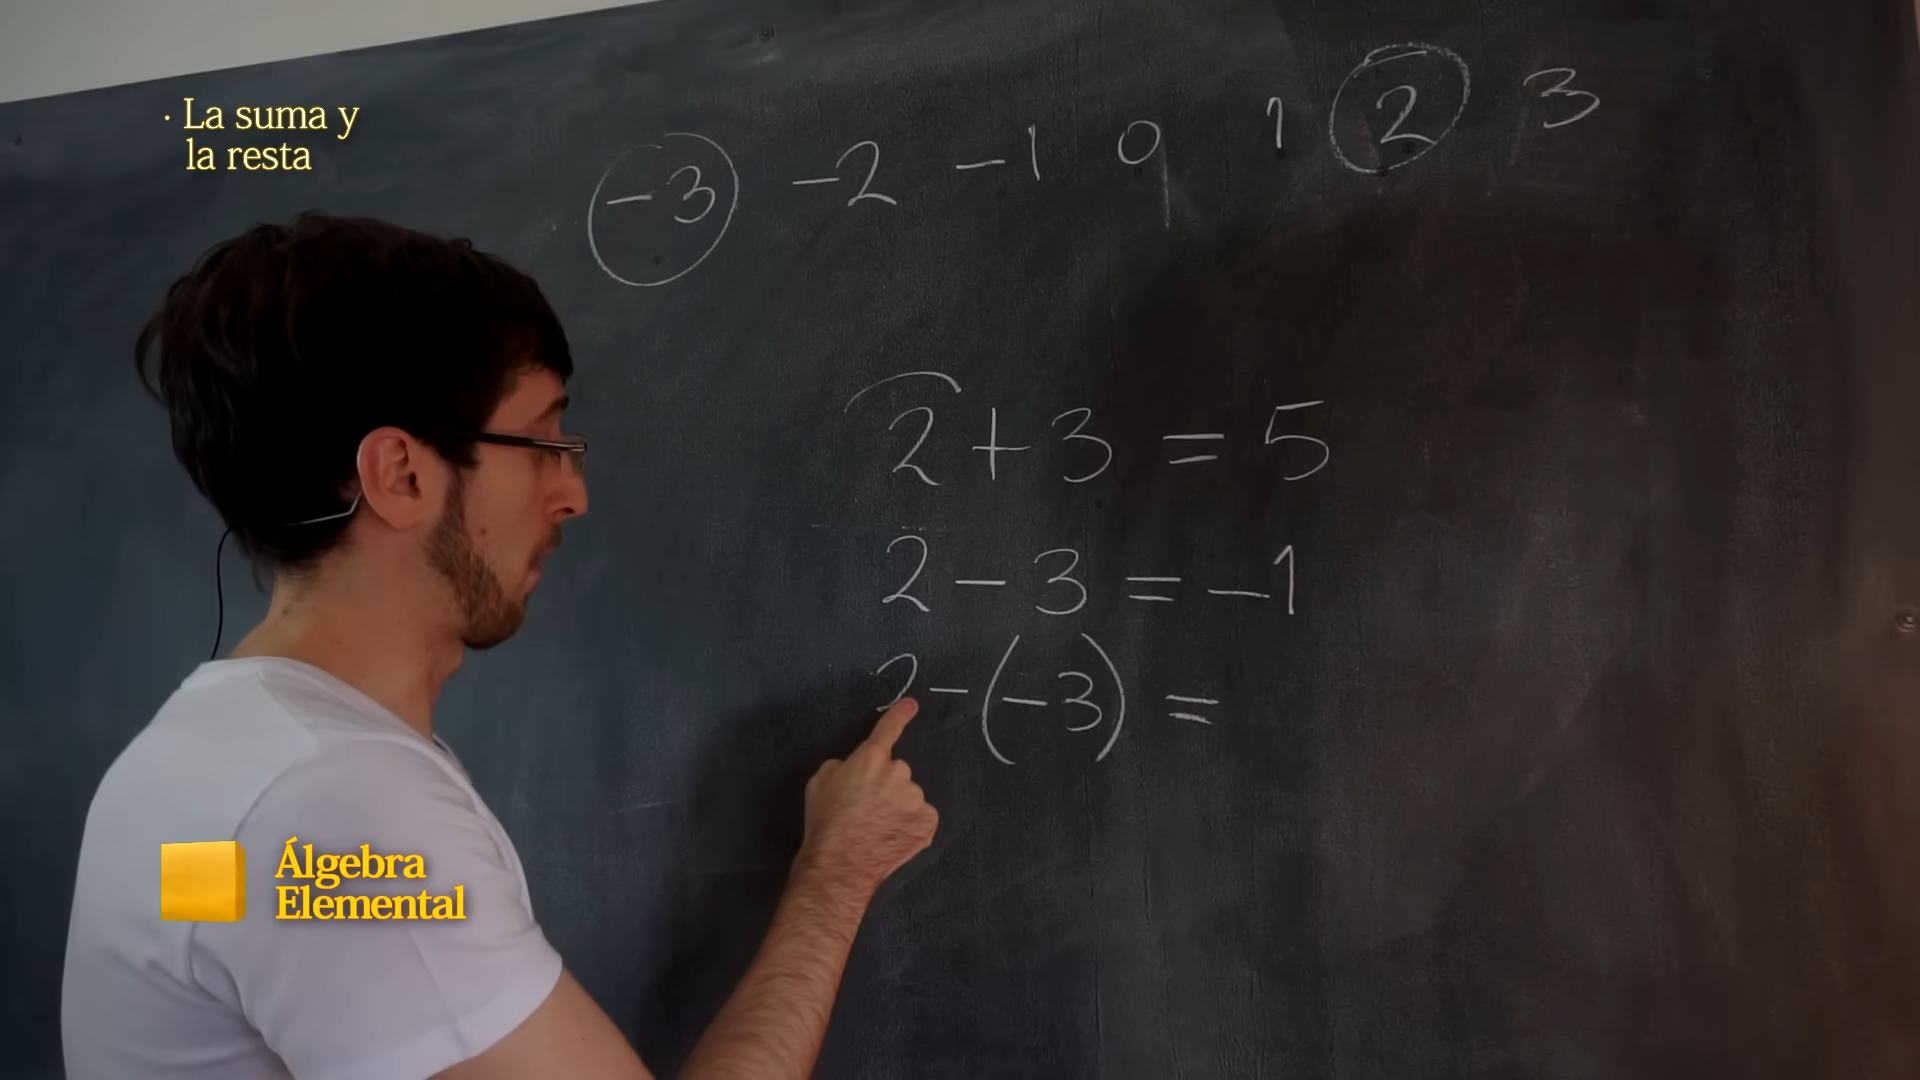 · La suma y
la resta
-3 -2 -1 0 1 2 3
2 + 3 = 5
2 - 3 = -1
2 - (-3) =
Álgebra
Elemental